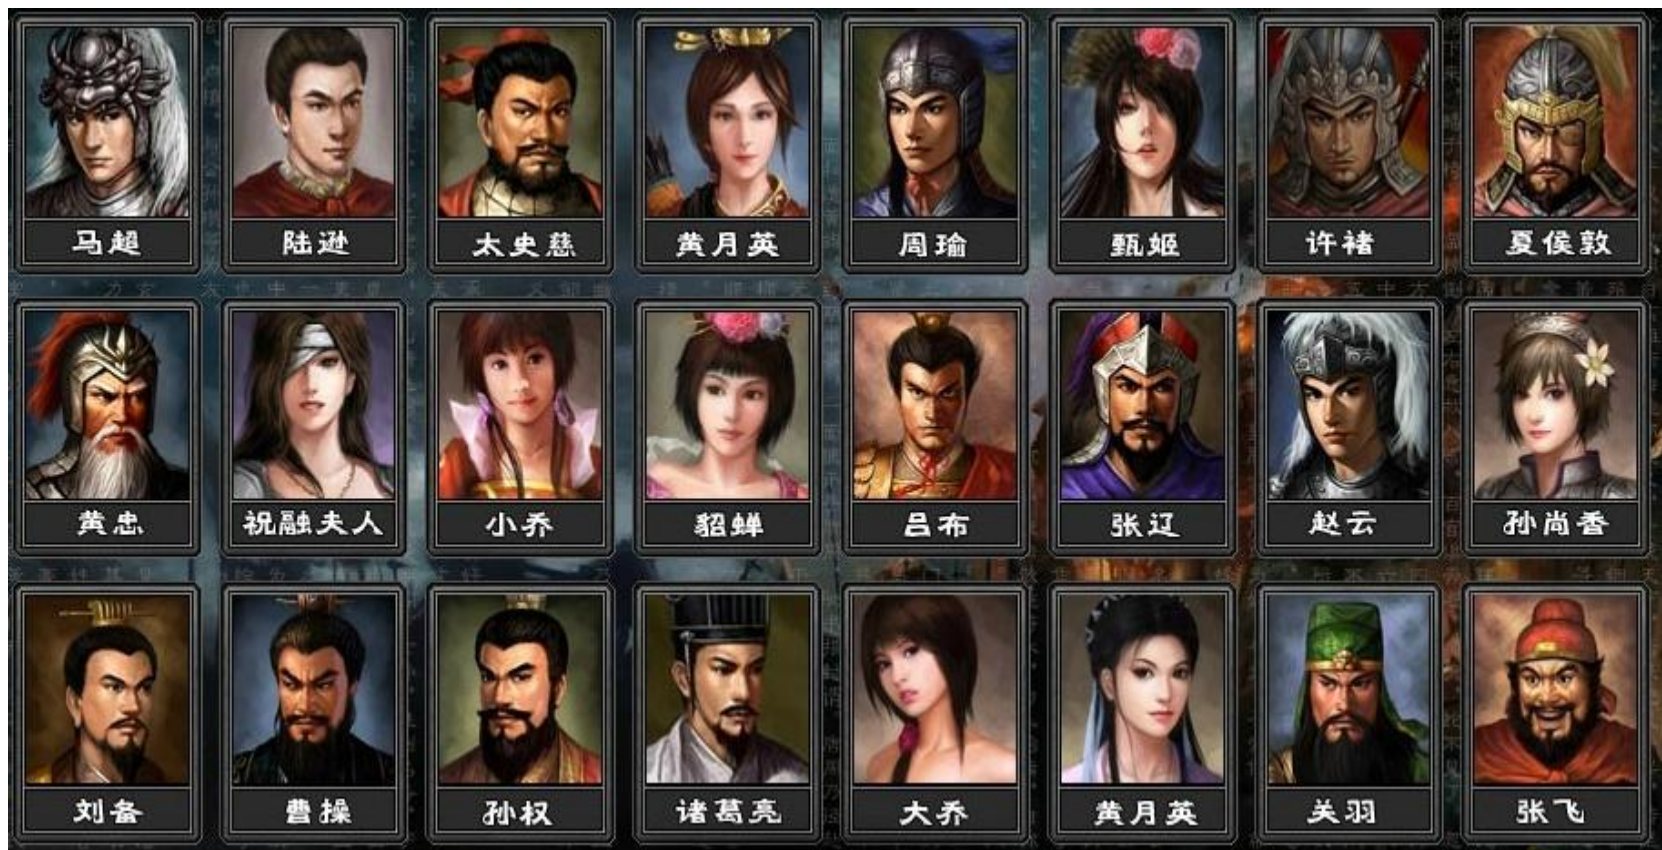 马超
陆逊
太史慈
黄月英
周瑜
甄姬
许褚
夏侯敦
黄忠
祝融夫人
小乔
貂蝉
吕布
张辽
赵云
孙尚香
刘备
曹操
孙权
诸葛亮
大乔
黄月英
关羽
张飞